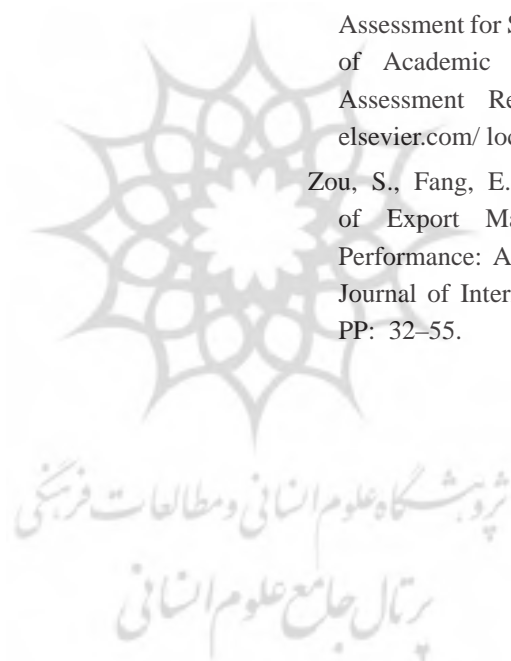 Assessment for S
of Academic
Assessment Re
elsevier.com/ loc
Zou, S., Fang, E.
of Export Ma
Performance: A
Journal of Inter
PP: 32–55.
پژوهشگاه علوم انسانی و مطالعات فرهنگی
پرتال جامع علوم انسانی